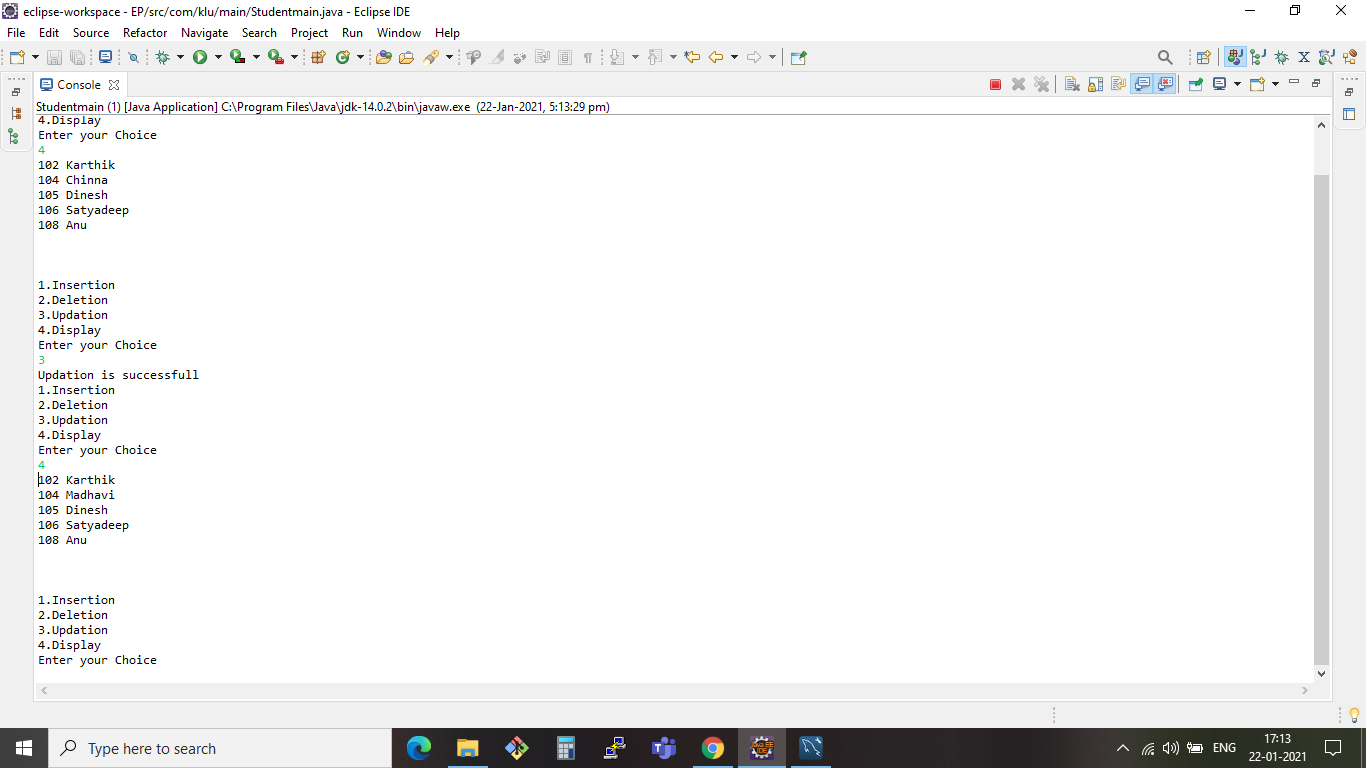 eclipse-workspace - EP/src/com/klu/main/Studentmain.java - Eclipse IDE
File Edit Source Refactor Navigate Search Project Run Window Help
Console
Studentmain (1) [Java Application] C:\Program Files\Java\jdk-14.0.2\bin\javaw.exe (22-Jan-2021, 5:13:29 pm)
4.Display
Enter your Choice
4
102 Karthik
104 Chinna
105 Dinesh
106 Satyadeep
108 Anu
1.Insertion
2.Deletion
3.Updation
4.Display
Enter your Choice
3
Updation is successfull
1.Insertion
2.Deletion
3.Updation
4.Display
Enter your Choice
4
102 Karthik
104 Madhavi
105 Dinesh
106 Satyadeep
108 Anu
1.Insertion
2.Deletion
3.Updation
4.Display
Enter your Choice
Type here to search
ENG
17:13
22-01-2021